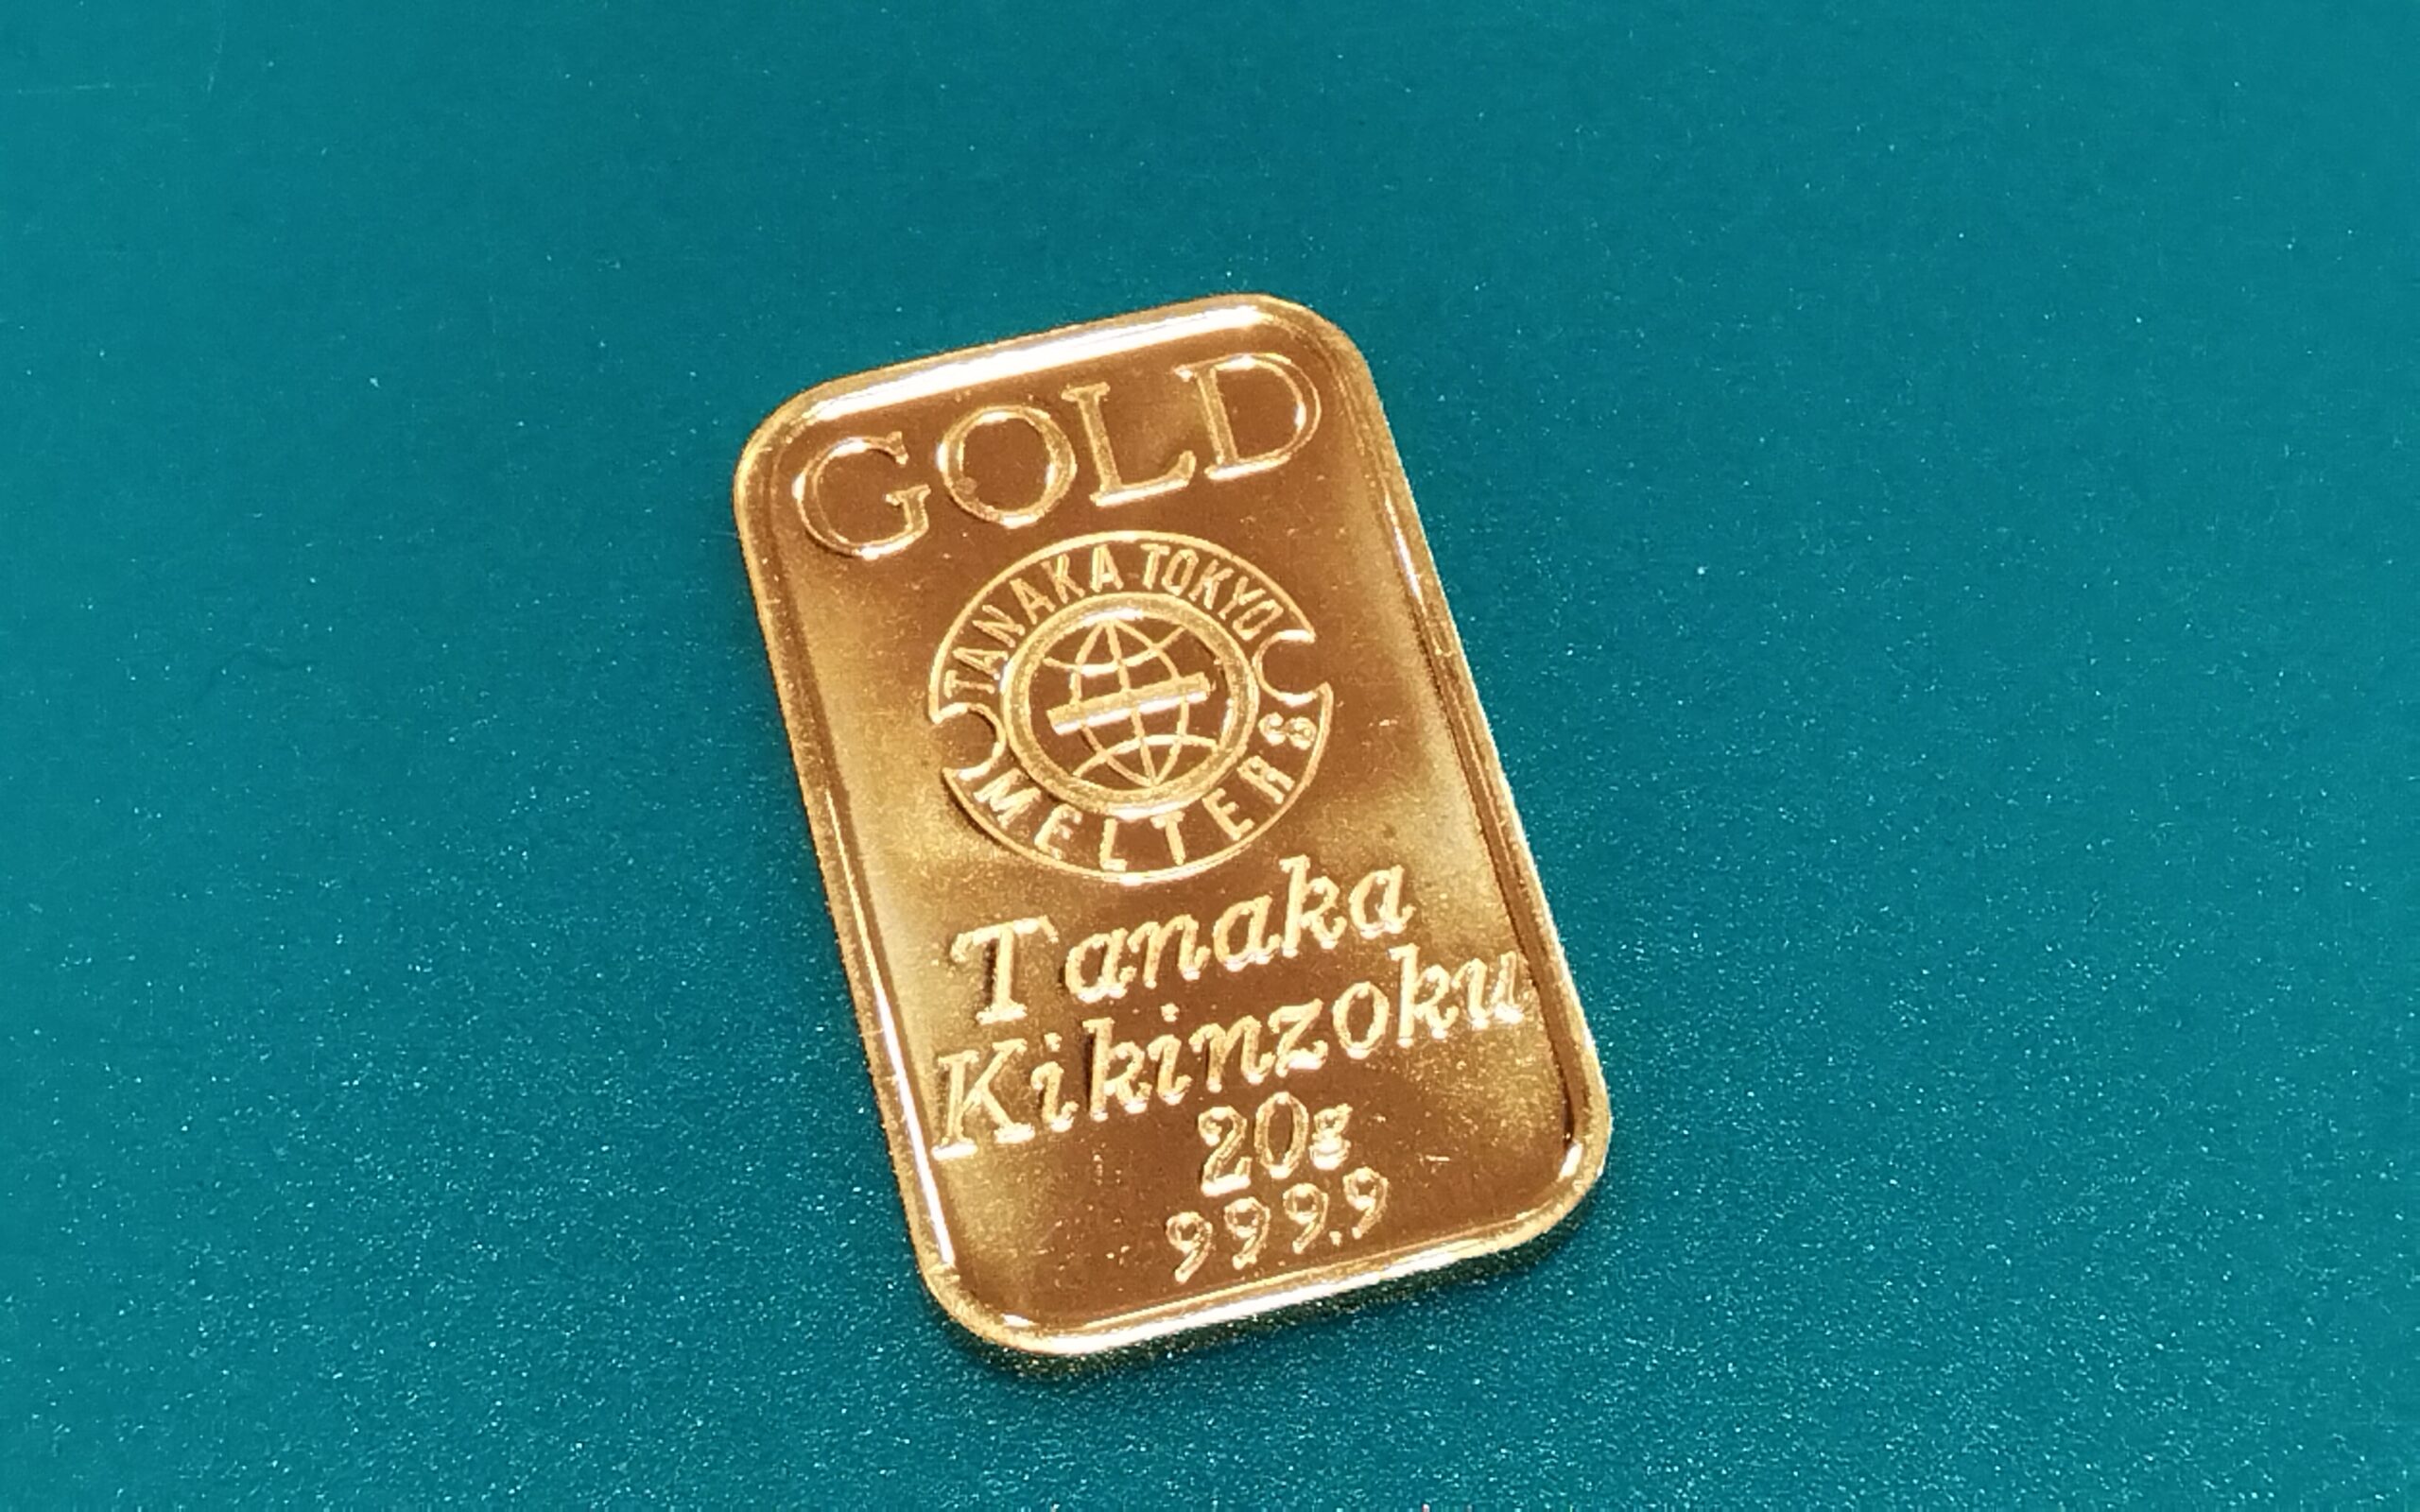 GOLD
TANAKA TOKYO
MELTERS
Tanaka
Kikinzoku
20g
999.9